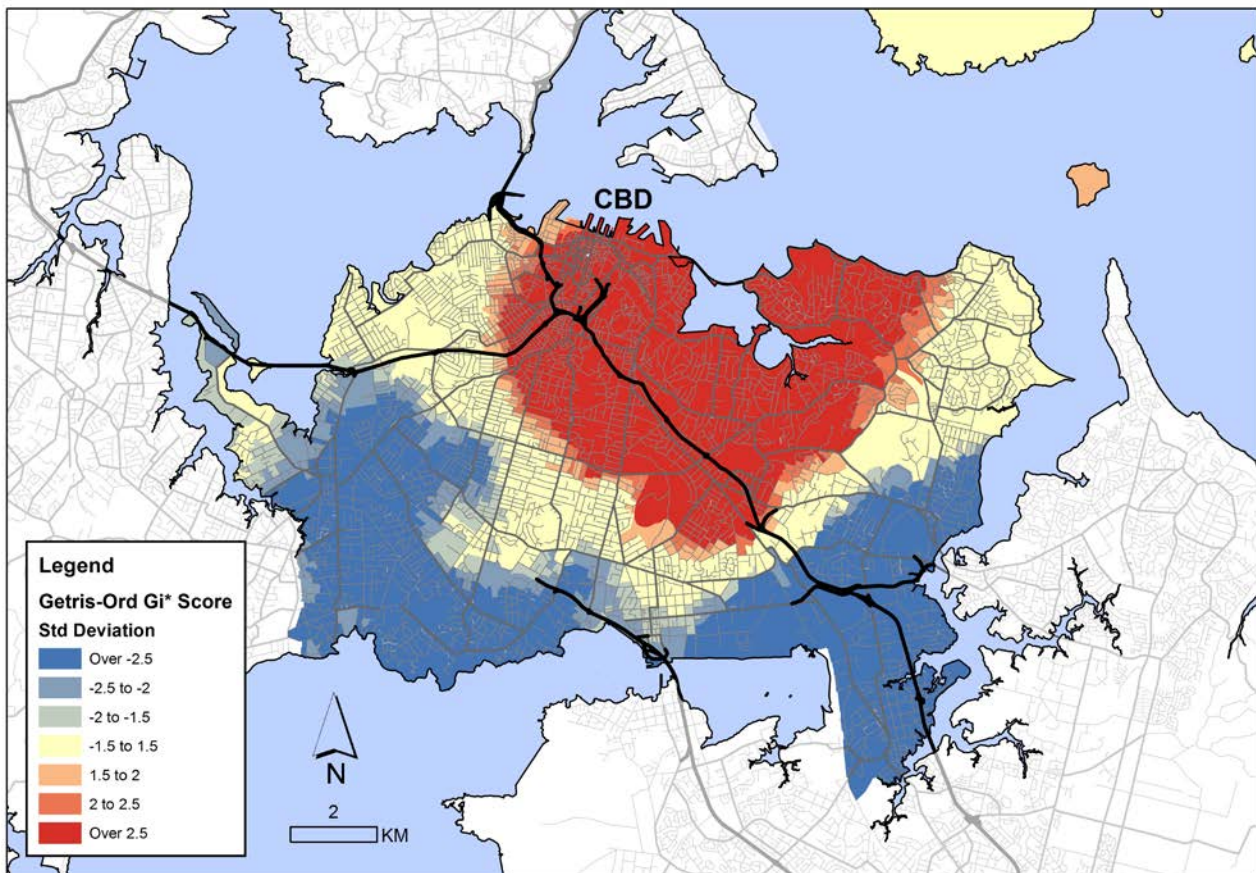 CBD
Legend
Getris-Ord Gi* Score
Std Deviation
Over -2.5
-2.5 to -2
-2 to -1.5
-1.5 to 1.5
1.5 to 2
2 to 2.5
Over 2.5
N
2
KM